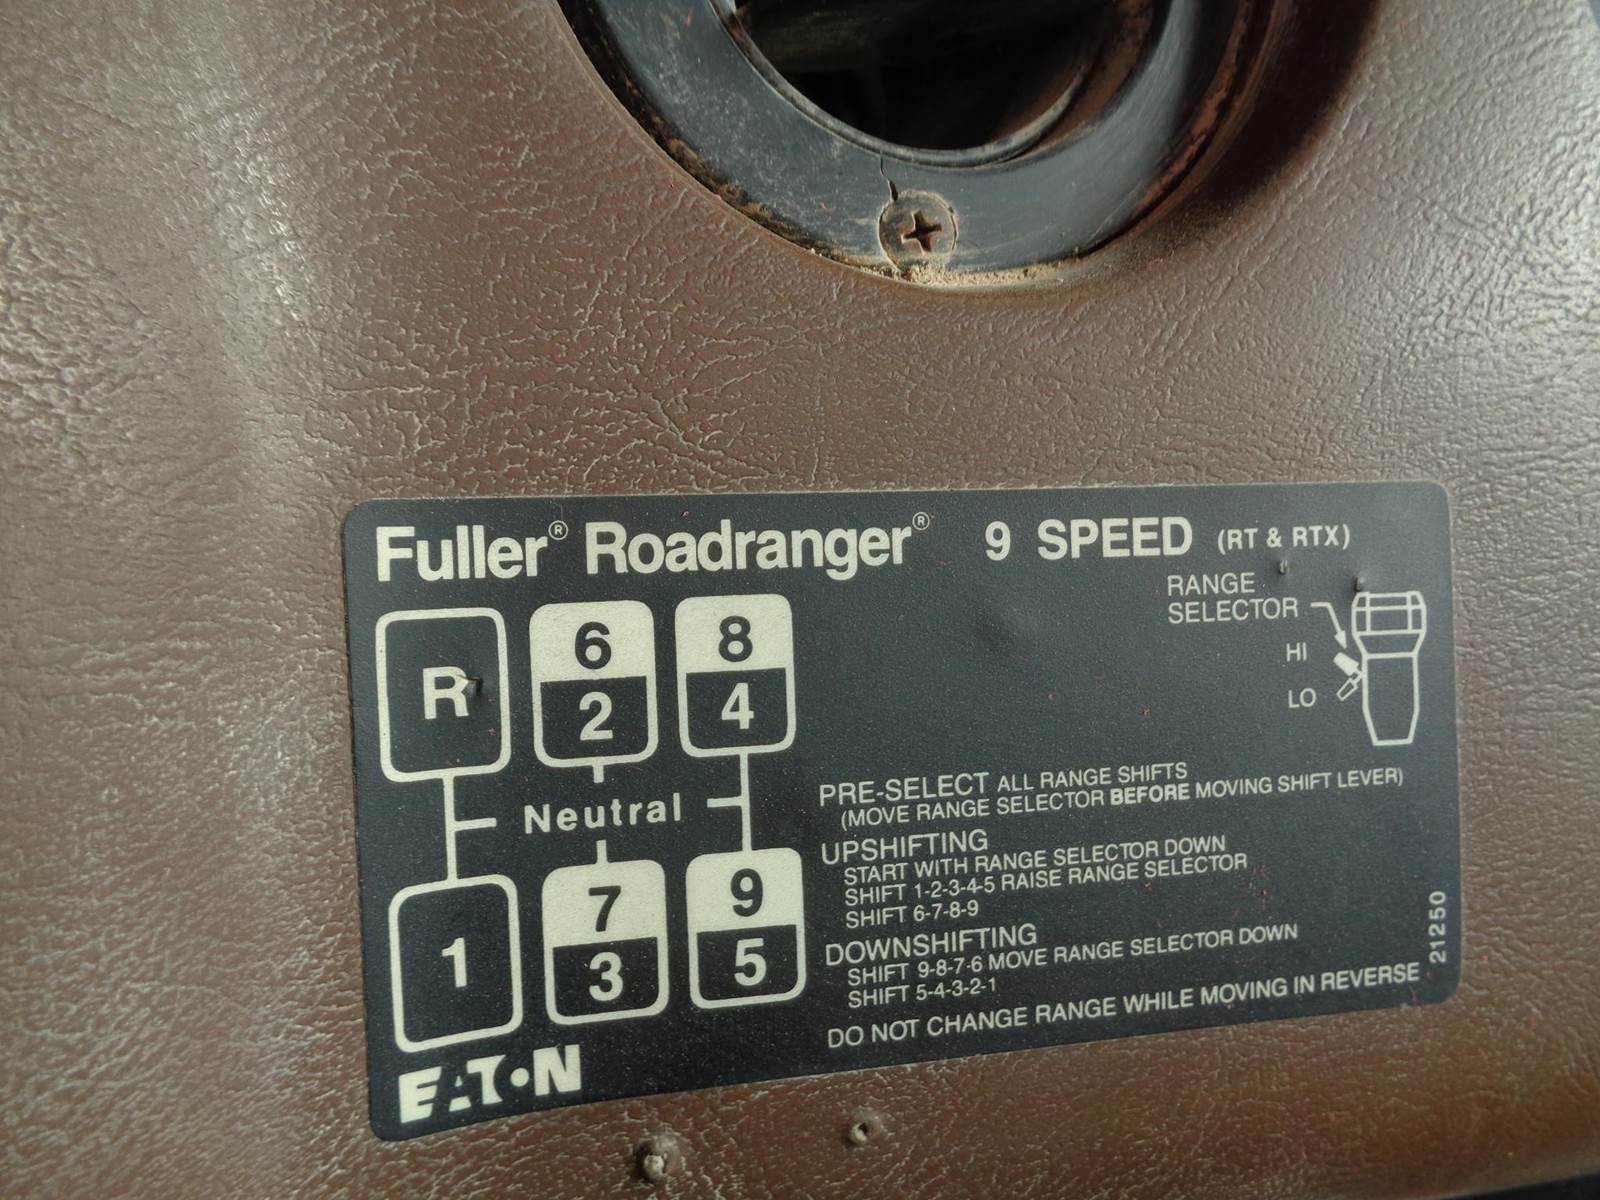 Fuller® Roadranger® 9 SPEED (RT & RTX)
RANGE
SELECTOR
HI
LO
R 6 8
2 4
Neutral
7 9
1 3 5
PRE-SELECT ALL RANGE SHIFTS
(MOVE RANGE SELECTOR BEFORE MOVING SHIFT LEVER)
UPSHIFTING
START WITH RANGE SELECTOR DOWN
SHIFT 1-2-3-4-5 RAISE RANGE SELECTOR
SHIFT 6-7-8-9
DOWNSHIFTING
SHIFT 9-8-7-6 MOVE RANGE SELECTOR DOWN
SHIFT 5-4-3-2-1
DO NOT CHANGE RANGE WHILE MOVING IN REVERSE
21250
EATON